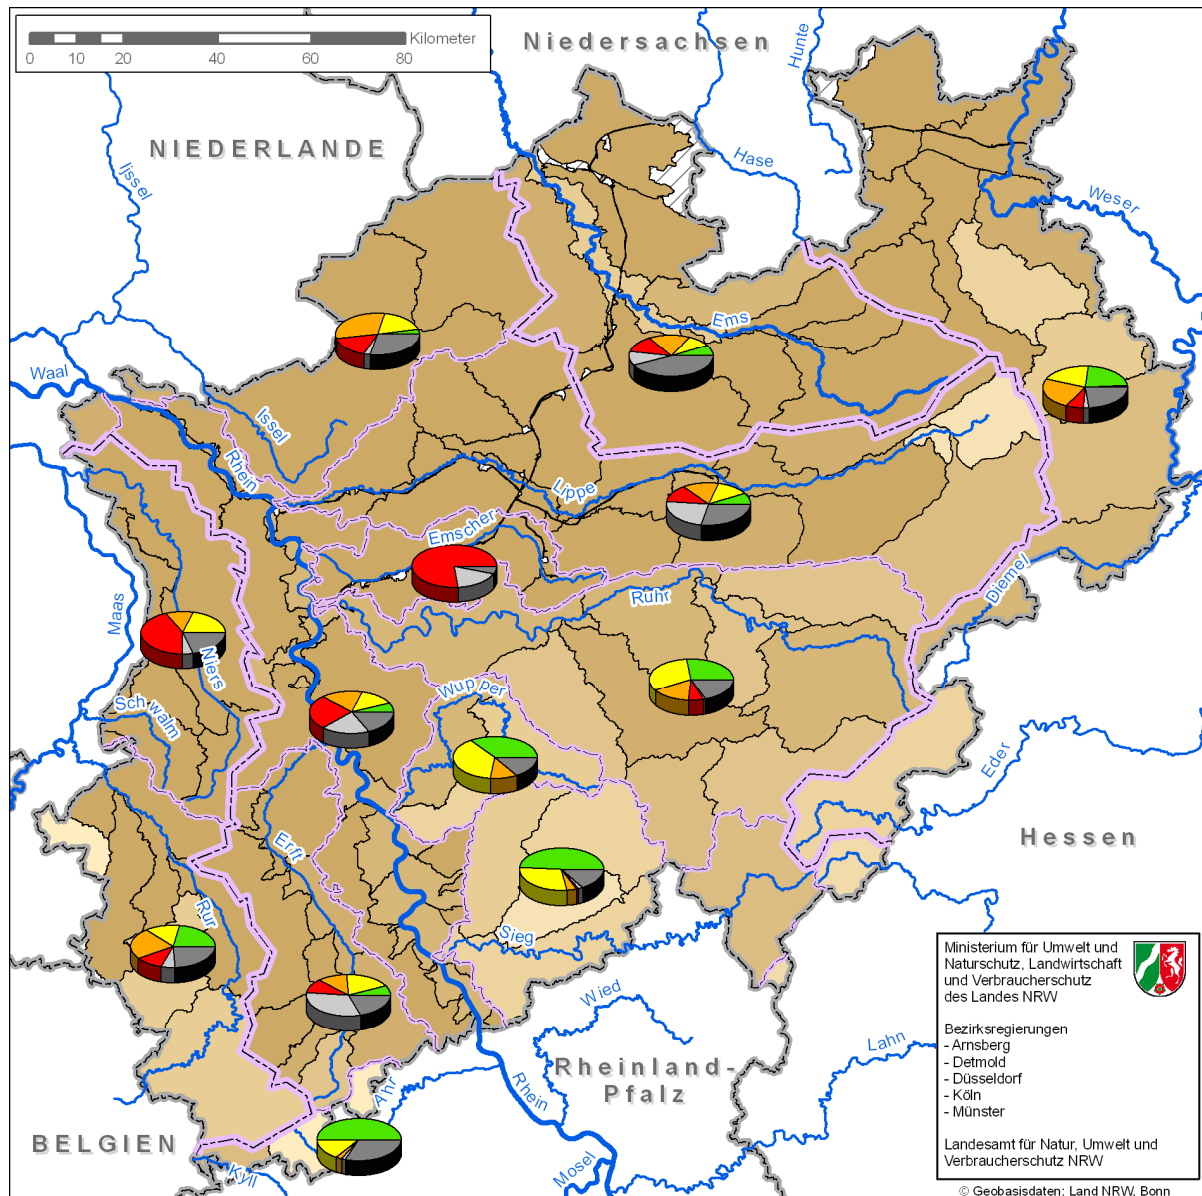 Kilometer
0 10 20 40 60 80
Niedersachsen
Hunte
NIEDERLANDE
Ijssel
Hase
Weser
Ems
Waal
Issel
Rhein
Lippe
Emscher
Maas
Ruhr
Diemel
Niers
Schwalm
Wupper
Eder
Hessen
Erft
Rur
Sieg
Wied
Lahn
Rheinland-
Pfalz
Ahr
Rhein
BELGIEN
Kyll
Mosel
Ministerium für Umwelt und
Naturschutz, Landwirtschaft
und Verbraucherschutz
des Landes NRW
Bezirksregierungen
- Arnsberg
- Detmold
- Düsseldorf
- Köln
- Münster
Landesamt für Natur, Umwelt und
Verbraucherschutz NRW
© Geobasisdaten: Land NRW, Bonn